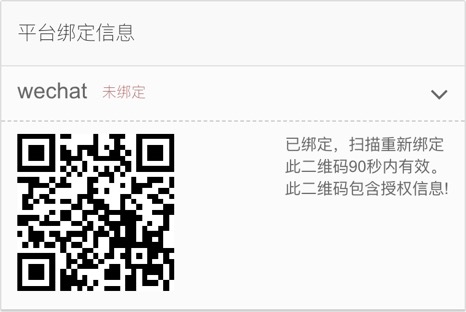 平台绑定信息
wechat 未绑定
已绑定，扫描重新绑定
此二维码90秒内有效。
此二维码包含授权信息!